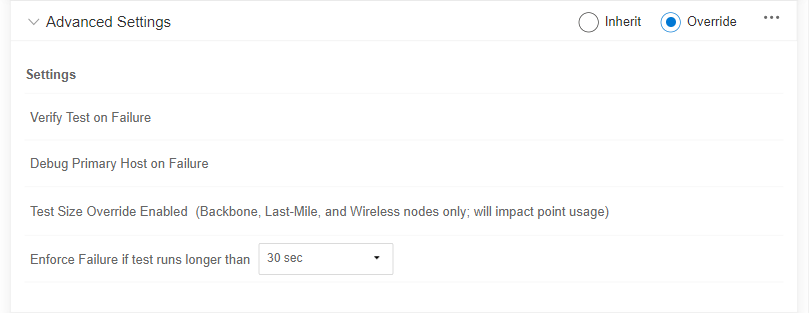 Advanced Settings
Inherit
Override
Settings
Verify Test on Failure
Debug Primary Host on Failure
Test Size Override Enabled (Backbone, Last-Mile, and Wireless nodes only; will impact point usage)
Enforce Failure if test runs longer than 30 sec